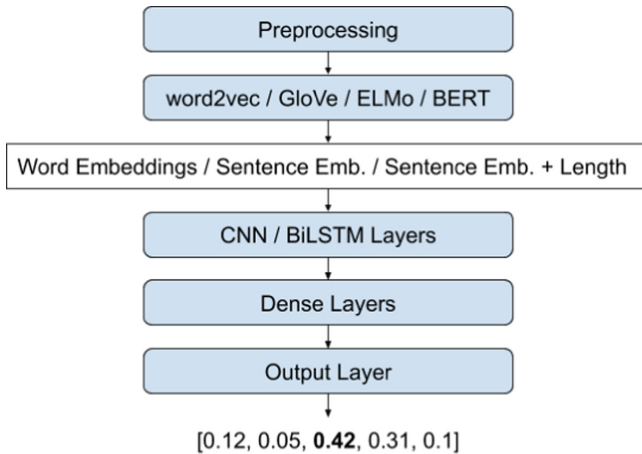 Preprocessing
word2vec / GloVe / ELMo / BERT
Word Embeddings / Sentence Emb. / Sentence Emb. + Length
CNN / BiLSTM Layers
Dense Layers
Output Layer
[0.12, 0.05, 0.42, 0.31, 0.1]